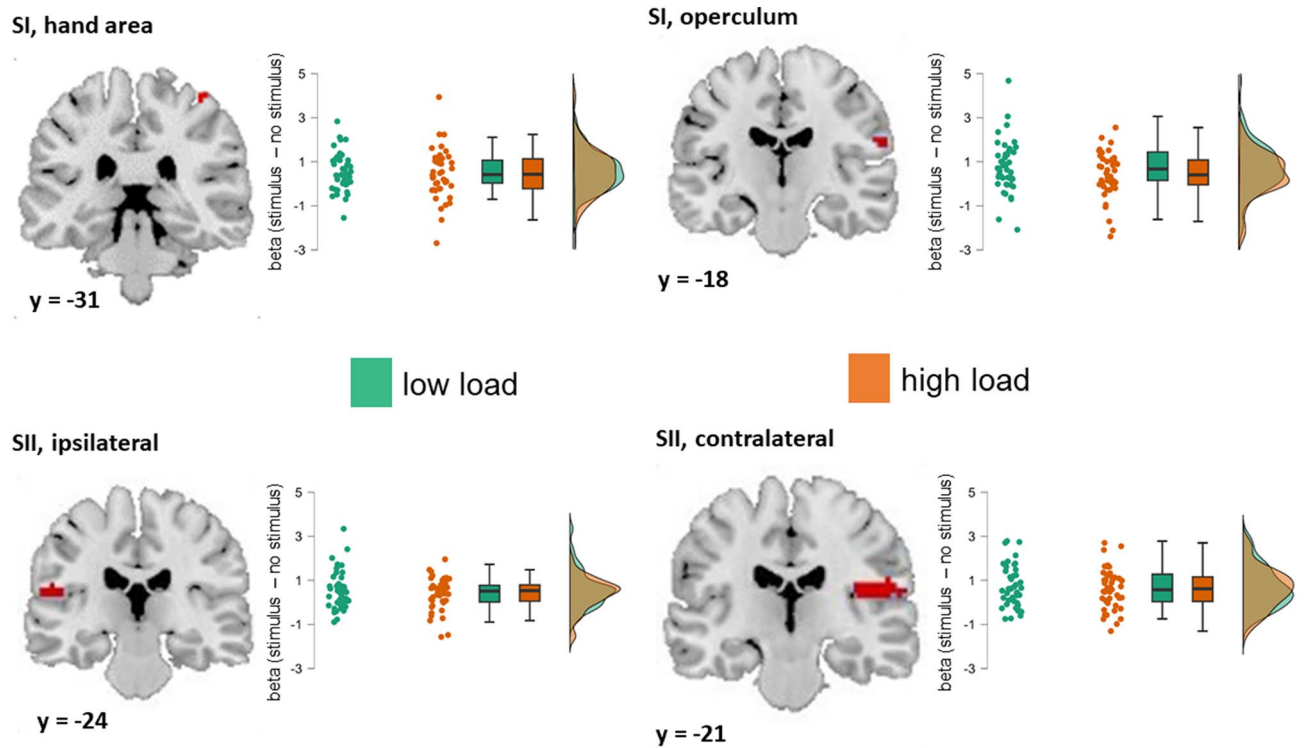 SI, hand area
beta (stimulus – no stimulus)
5
3
1
-1
-3
y = -31
SI, operculum
beta (stimulus – no stimulus)
5
3
1
-1
-3
y = -18
low load
high load
SII, ipsilateral
beta (stimulus – no stimulus)
5
3
1
-1
-3
y = -24
SII, contralateral
beta (stimulus – no stimulus)
5
3
1
-1
-3
y = -21